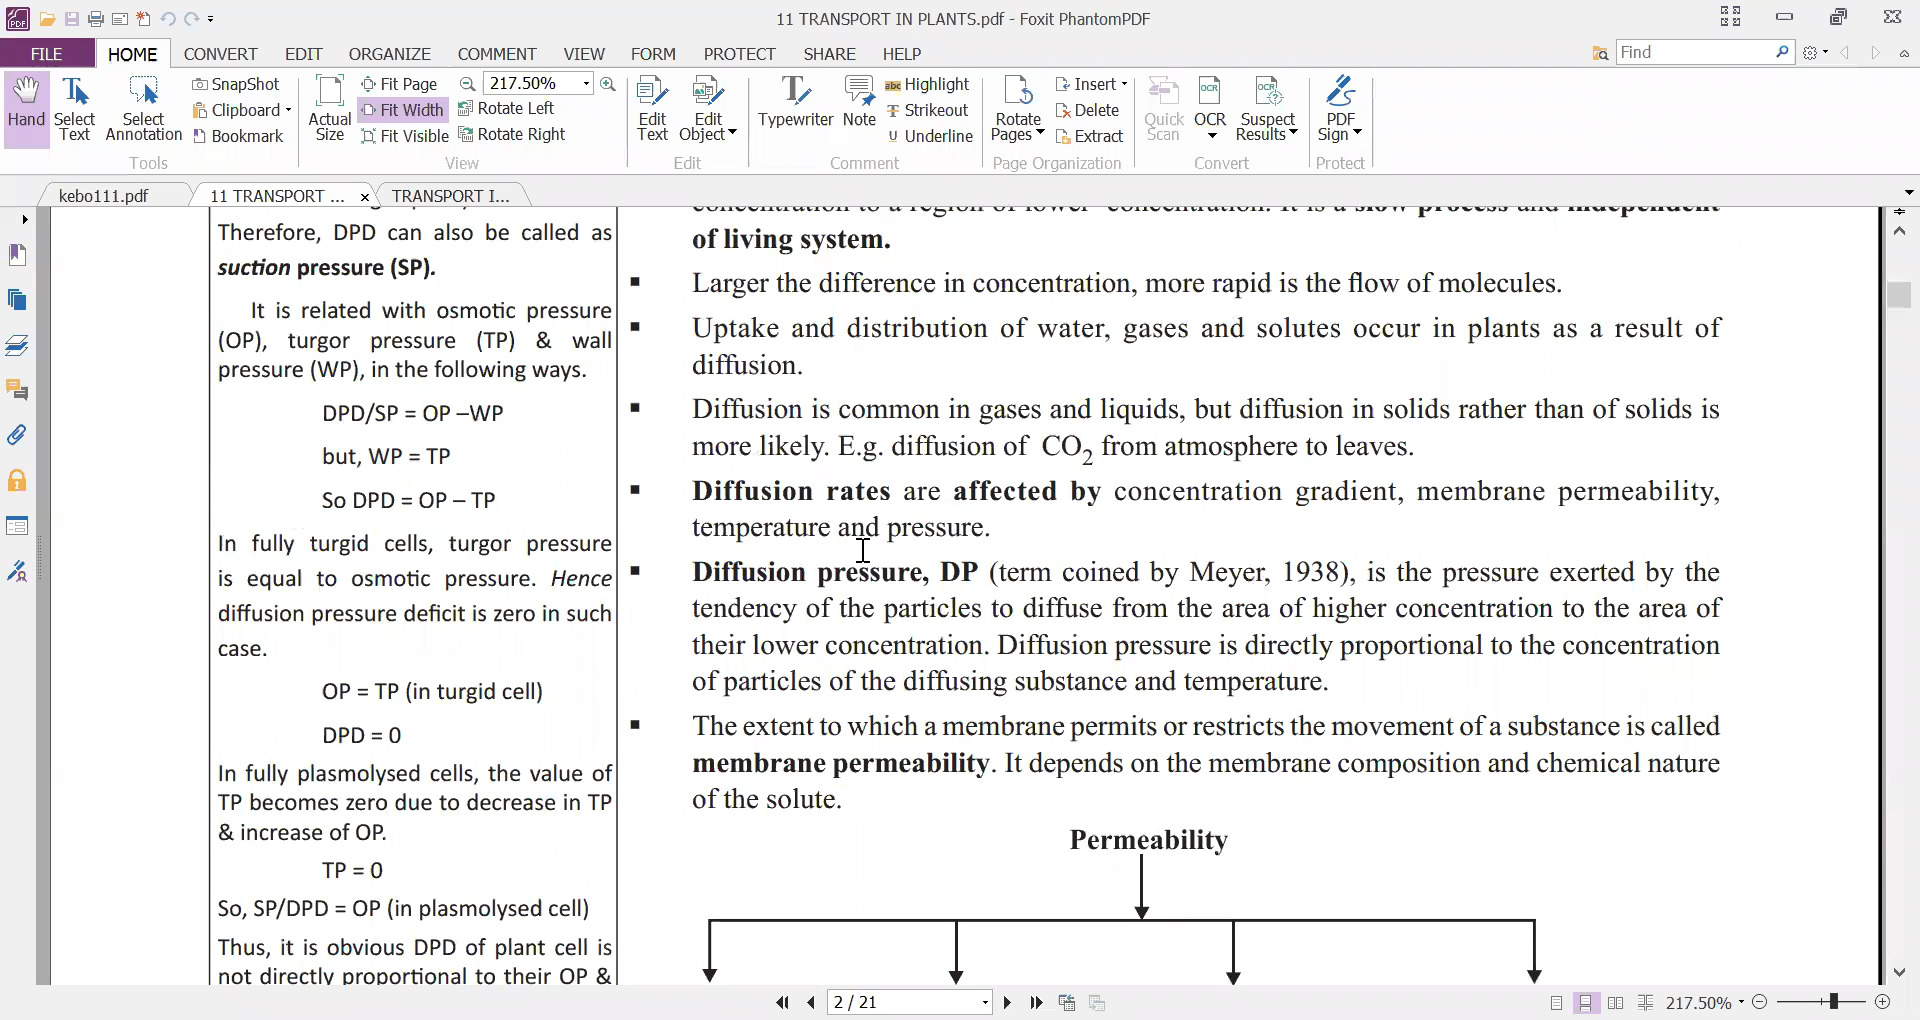 11 TRANSPORT IN PLANTS.pdf - Foxit PhantomPDF
FILE HOME CONVERT EDIT ORGANIZE COMMENT VIEW FORM PROTECT SHARE HELP Find
Hand
Select Text
Select Annotation
SnapShot
Clipboard
Bookmark
Tools
Actual Size
Fit Page
Fit Width
Fit Visible
217.50%
Rotate Left
Rotate Right
View
Edit Text
Edit Object
Edit
Typewriter
Note
Highlight
Strikeout
Underline
Comment
Rotate Pages
Insert
Delete
Extract
Page Organization
Quick Scan
OCR
Suspect Results
Convert
PDF Sign
Protect
kebo111.pdf 11 TRANSPORT ... TRANSPORT I...
Therefore, DPD can also be called as
suction pressure (SP).
It is related with osmotic pressure
(OP), turgor pressure (TP) & wall
pressure (WP), in the following ways.
DPD/SP = OP –WP
but, WP = TP
So DPD = OP – TP
In fully turgid cells, turgor pressure
is equal to osmotic pressure. Hence
diffusion pressure deficit is zero in such
case.
OP = TP (in turgid cell)
DPD = 0
In fully plasmolysed cells, the value of
TP becomes zero due to decrease in TP
& increase of OP.
TP = 0
So, SP/DPD = OP (in plasmolysed cell)
Thus, it is obvious DPD of plant cell is
not directly proportional to their OP &
concentration to a region of lower concentration. It is a slow process and independent
of living system.
▪ Larger the difference in concentration, more rapid is the flow of molecules.
▪ Uptake and distribution of water, gases and solutes occur in plants as a result of
diffusion.
▪ Diffusion is common in gases and liquids, but diffusion in solids rather than of solids is
more likely. E.g. diffusion of CO2 from atmosphere to leaves.
▪ Diffusion rates are affected by concentration gradient, membrane permeability,
temperature and pressure.
▪ Diffusion pressure, DP (term coined by Meyer, 1938), is the pressure exerted by the
tendency of the particles to diffuse from the area of higher concentration to the area of
their lower concentration. Diffusion pressure is directly proportional to the concentration
of particles of the diffusing substance and temperature.
▪ The extent to which a membrane permits or restricts the movement of a substance is called
membrane permeability. It depends on the membrane composition and chemical nature
of the solute.
Permeability
2 / 21
217.50%